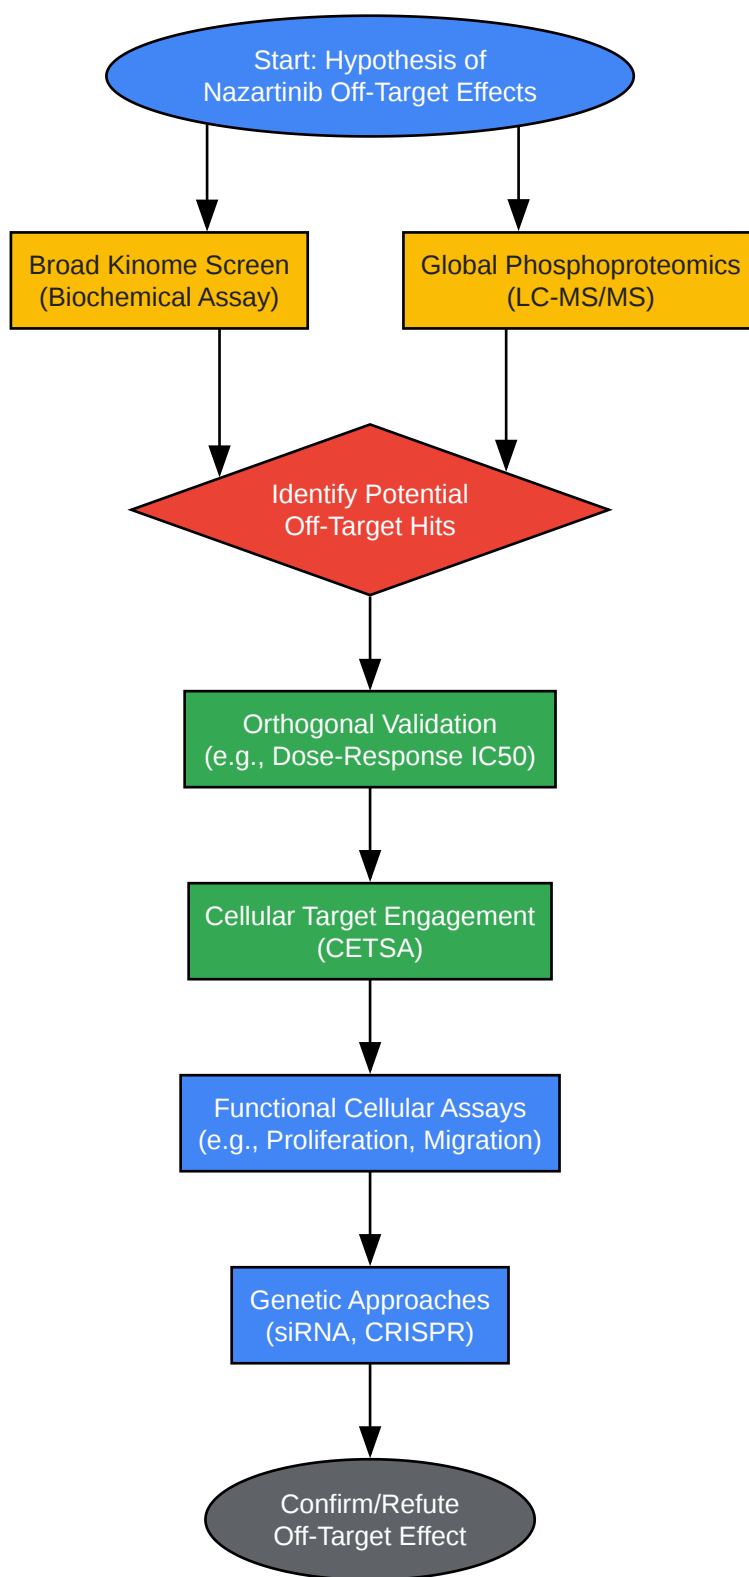 Start: Hypothesis of
Nazartinib Off-Target Effects
Broad Kinome Screen
(Biochemical Assay)
Global Phosphoproteomics
(LC-MS/MS)
Identify Potential
Off-Target Hits
Orthogonal Validation
(e.g., Dose-Response IC50)
Cellular Target Engagement
(CETSA)
Functional Cellular Assays
(e.g., Proliferation, Migration)
Genetic Approaches
(siRNA, CRISPR)
Confirm/Refute
Off-Target Effect